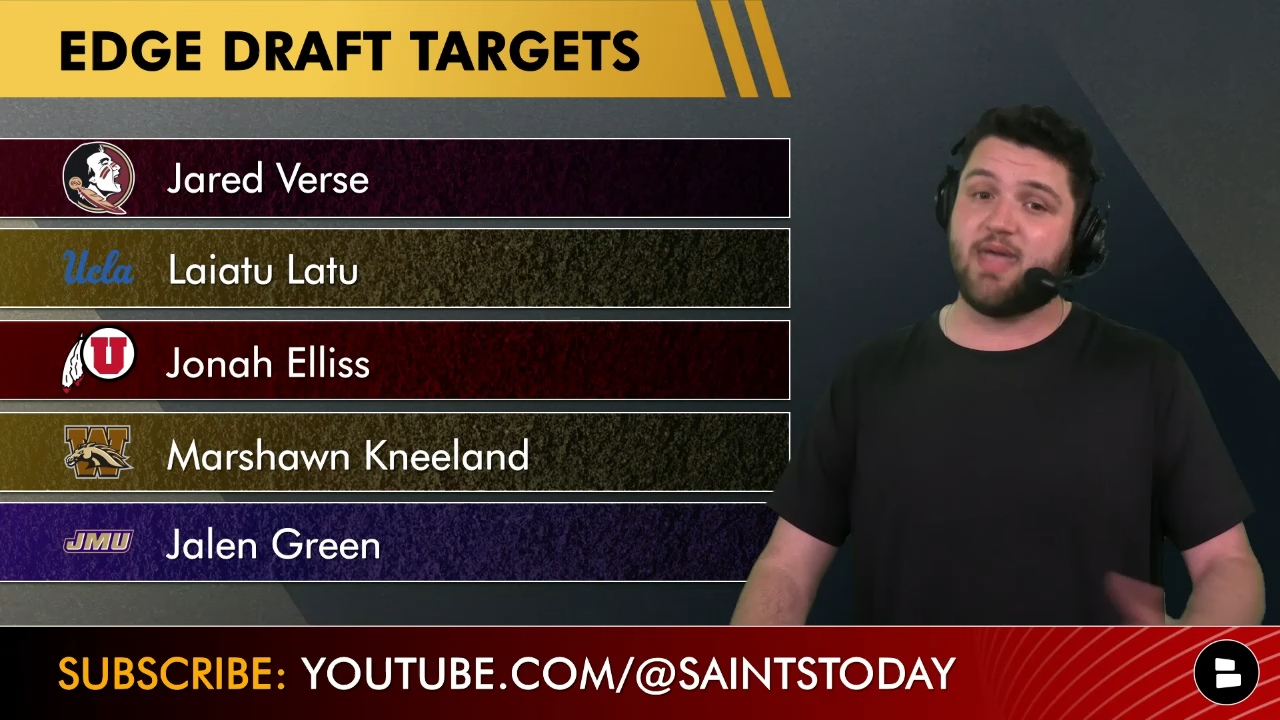 EDGE DRAFT TARGETS
Jared Verse
Ucla Laiatu Latu
U Jonah Elliss
W Marshawn Kneeland
JMU Jalen Green
SUBSCRIBE: YOUTUBE.COM/@SAINTSTODAY